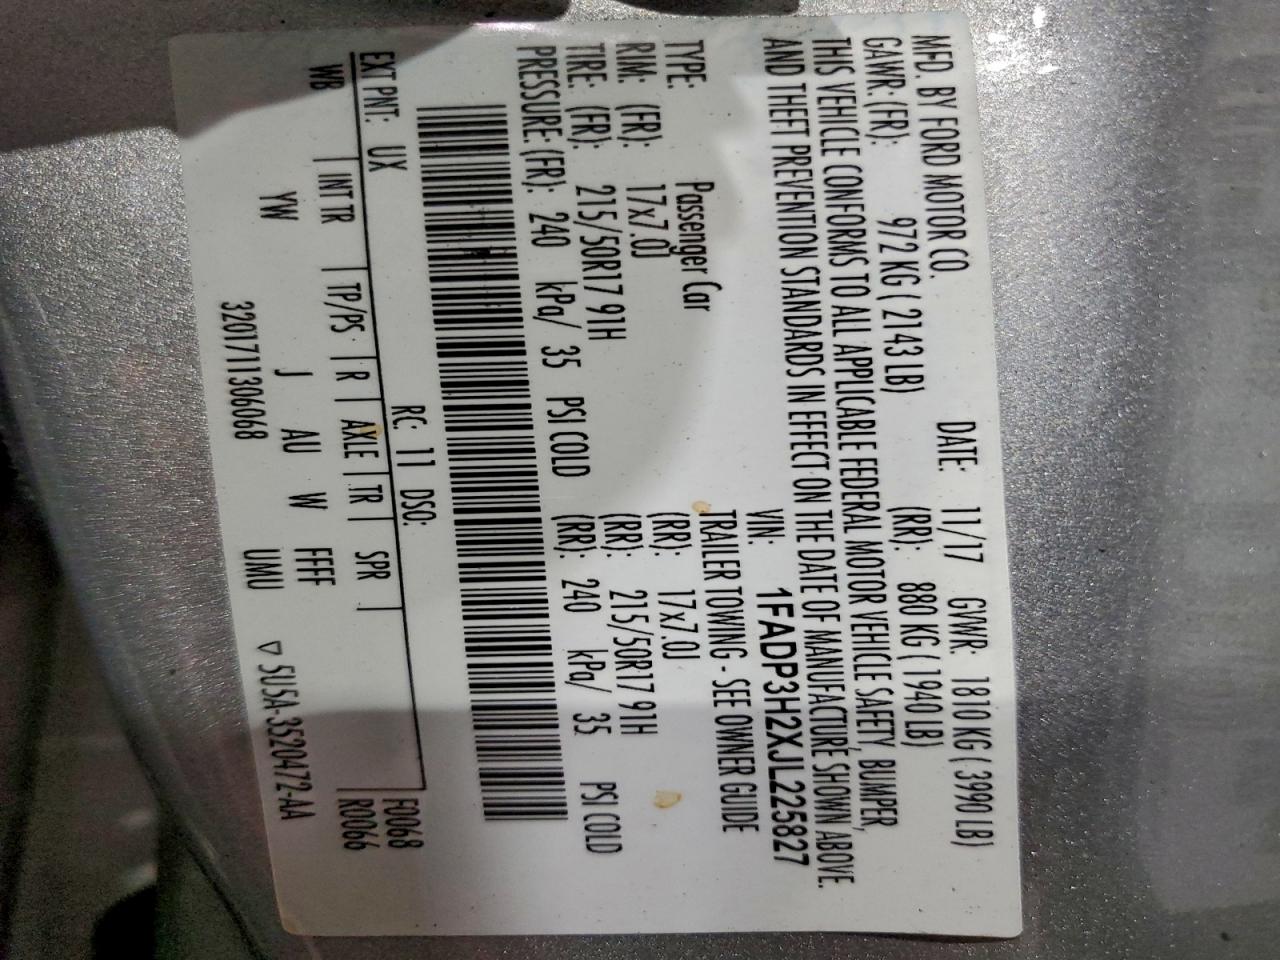 MFD. BY FORD MOTOR CO. DATE: 11/17 GVWR: 1810 KG ( 3990 LB)
GAWR: (FR): 972 KG ( 2143 LB) (RR): 880 KG ( 1940 LB)
THIS VEHICLE CONFORMS TO ALL APPLICABLE FEDERAL MOTOR VEHICLE SAFETY, BUMPER,
AND THEFT PREVENTION STANDARDS IN EFFECT ON THE DATE OF MANUFACTURE SHOWN ABOVE.
VIN: 1FADP3H2XJL225827
TYPE: Passenger Car TRAILER TOWING - SEE OWNER GUIDE
RIM: (FR): 17x7.0J (RR): 17x7.0J
TIRE: (FR): 215/50R17 91H (RR): 215/50R17 91H
PRESSURE: (FR): 240 kPa/ 35 PSI COLD (RR): 240 kPa/ 35 PSI COLD
EXT PNT: UX RC: 11 DSO: F0068
WB INT TR TP/PS R AXLE TR SPR R0066
YW J AU W FFFF
3201711306068 UMU ▽ 5U5A-3520472-AA